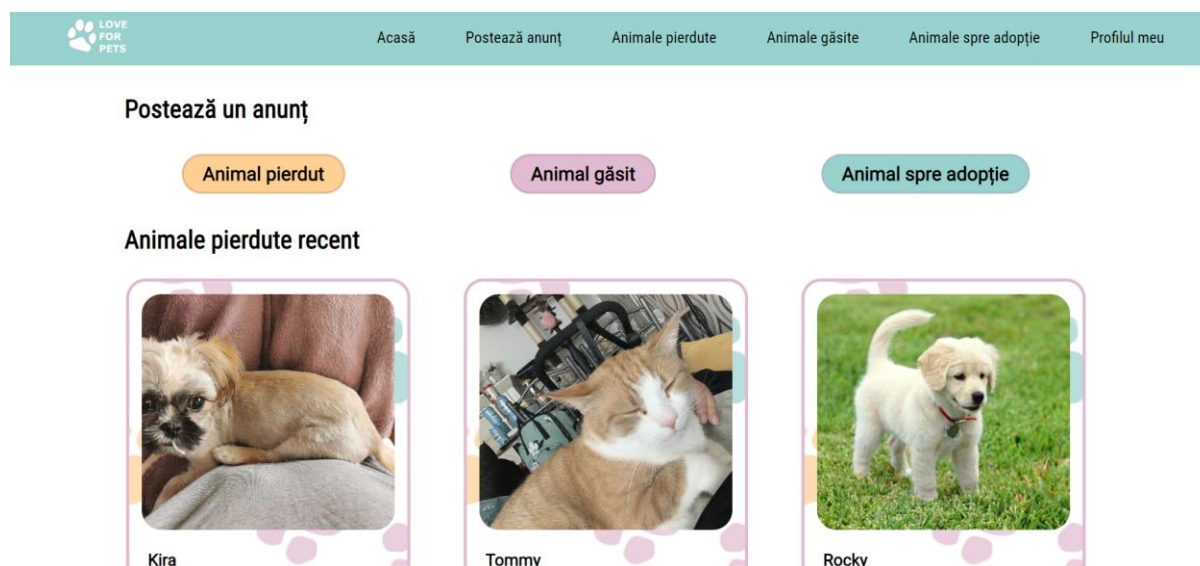 LOVE
FOR
PETS
Acasă Postează anunț Animale pierdute Animale găsite Animale spre adopție Profilul meu
Postează un anunț
Animal pierdut Animal găsit Animal spre adopție
Animale pierdute recent
Kira Tommy Rocky